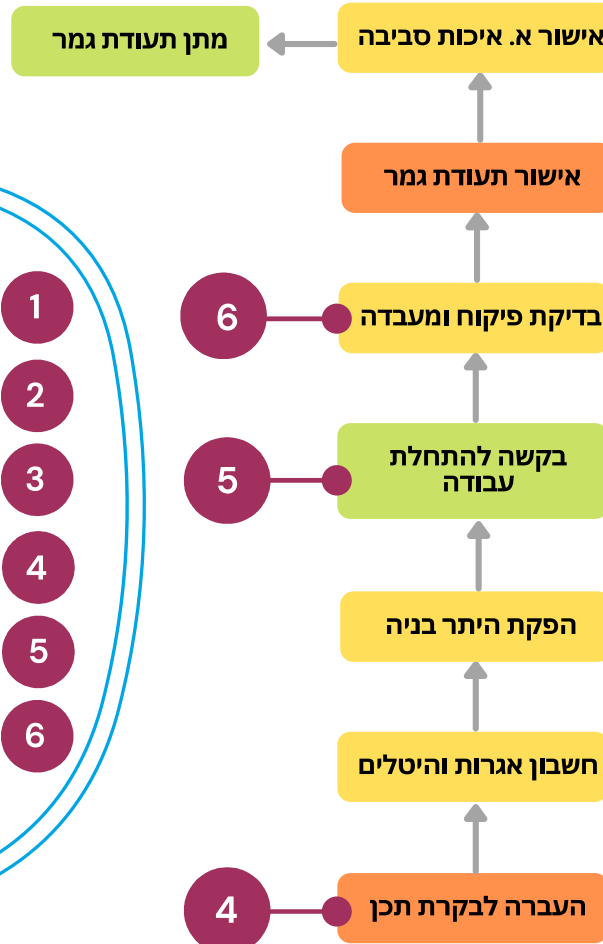 מתן תעודת גמר
אישור א. איכות סביבה
אישור תעודת גמר
6
בדיקת פיקוח ומעבדה
5
בקשה להתחלת
עבודה
הפקת היתר בניה
חשבון אגרות והיטלים
4
העברה לבקרת תכן
1
2
3
4
5
6